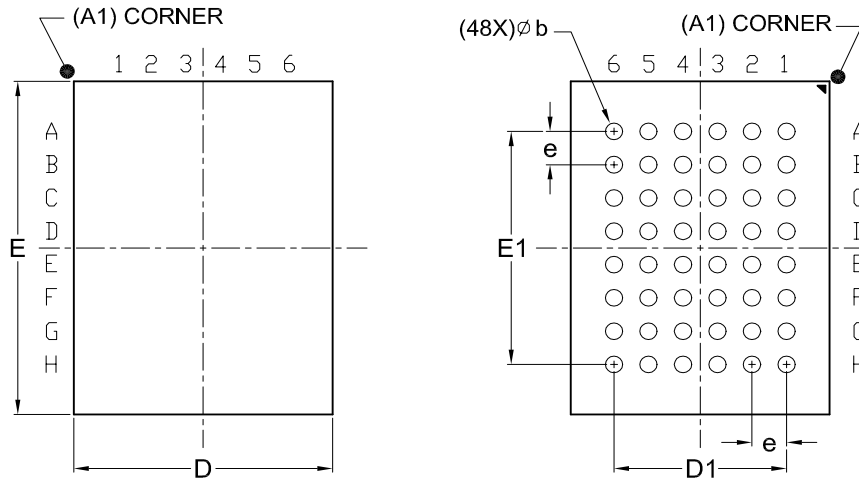 (A1) CORNER
1 2 3 4 5 6
A
B
C
D
E
F
G
H
E
D
(48X)⌀ b
(A1) CORNER
6 5 4 3 2 1
e
E1
A
H
e
D1